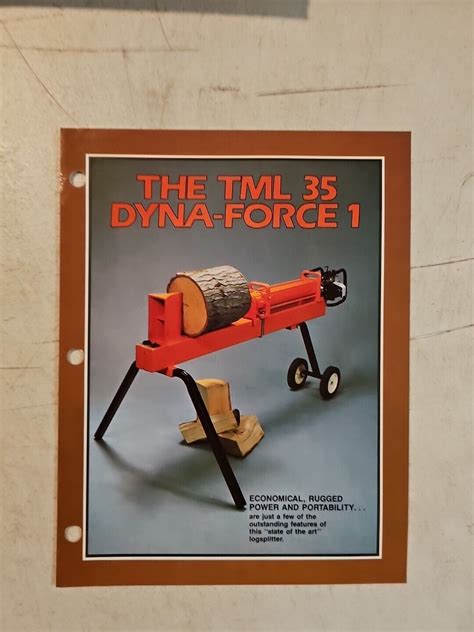 THE TML 35
DYNA-FORCE 1
ECONOMICAL, RUGGED
POWER AND PORTABILITY...
are just a few of the
outstanding features of
this "state of the art"
logsplitter.